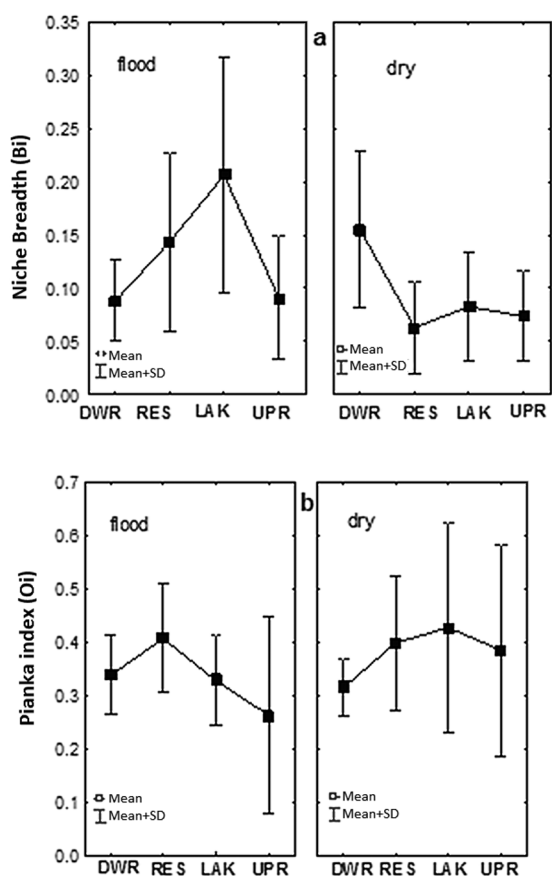 a
Niche Breadth (Bi)
0.35
0.30
0.25
0.20
0.15
0.10
0.05
0.00
flood
Mean
Mean+SD
DWR RES LAK UPR
dry
Mean
Mean+SD
DWR RES LAK UPR
b
Pianka index (Oi)
0.7
0.6
0.5
0.4
0.3
0.2
0.1
0.0
flood
Mean
Mean+SD
DWR RES LAK UPR
dry
Mean
Mean+SD
DWR RES LAK UPR